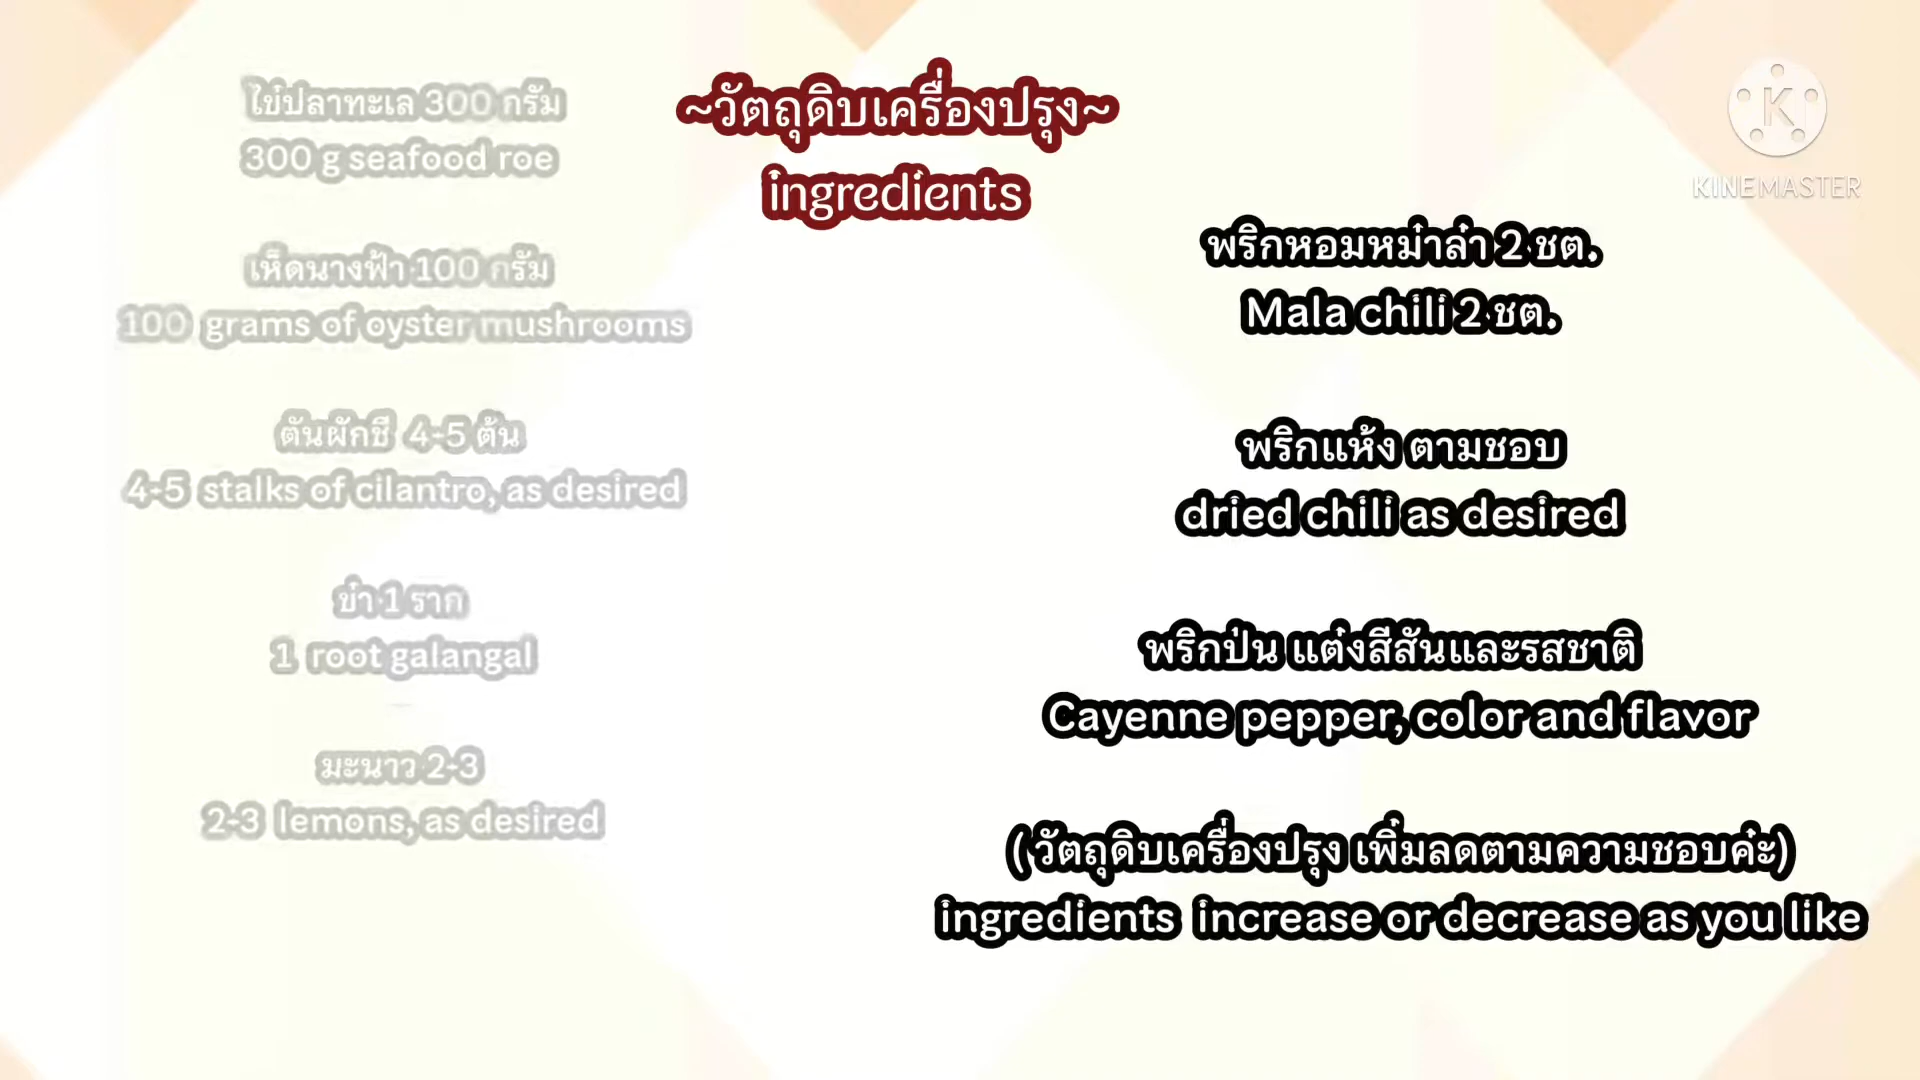 ~วัตถุดิบเครื่องปรุง~
ingredients
ไข่ปลาทะเล 300 กรัม
300 g seafood roe
เห็ดนางฟ้า 100 กรัม
100 grams of oyster mushrooms
ต้นผักชี 4-5 ต้น
4-5 stalks of cilantro, as desired
ข่า 1 ราก
1 root galangal
มะนาว 2-3
2-3 lemons, as desired
พริกหอมหม่าล่า 2 ชต.
Mala chili 2 ชต.
พริกแห้ง ตามชอบ
dried chili as desired
พริกป่น แต่งสีสันและรสชาติ
Cayenne pepper, color and flavor
( วัตถุดิบเครื่องปรุง เพิ่มลดตามความชอบค่ะ)
ingredients increase or decrease as you like
K
KINEMASTER